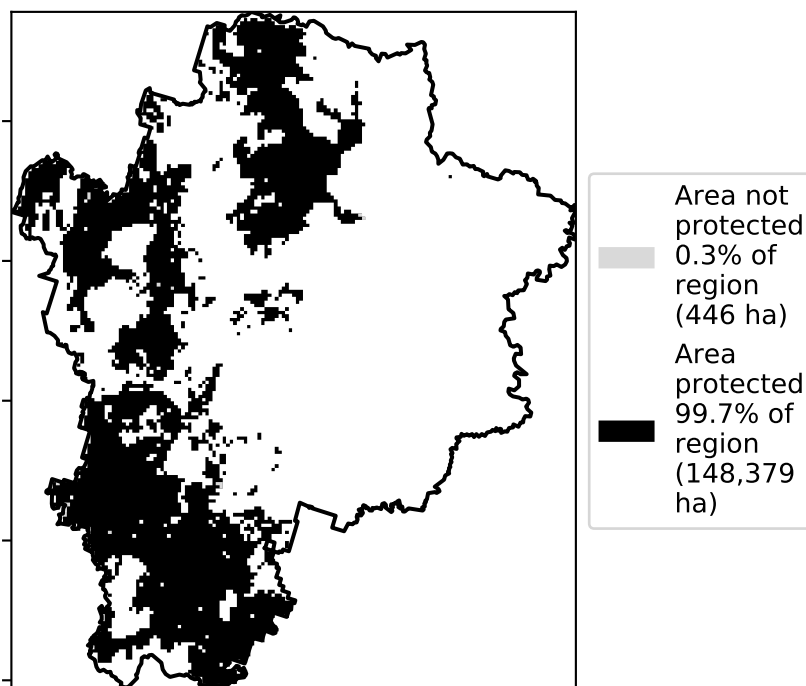 Area not
protected
0.3% of
region
(446 ha)
Area
protected
99.7% of
region
(148,379
ha)